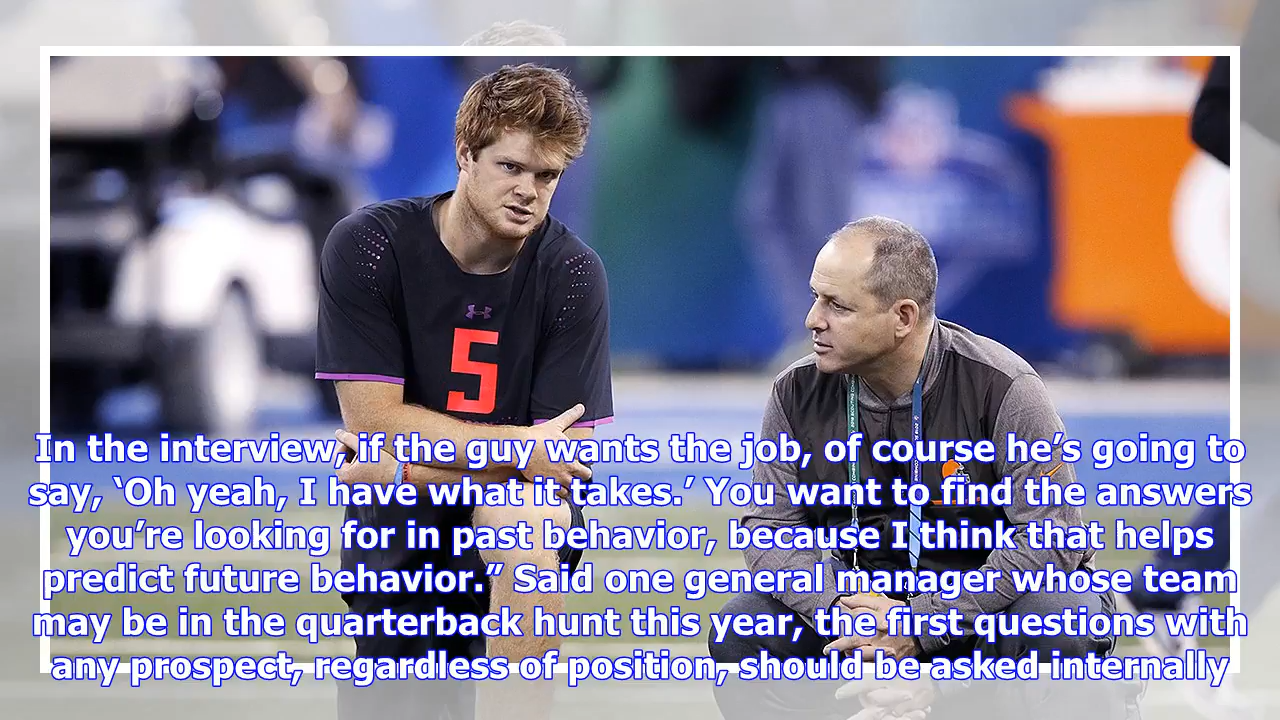 5
In the interview, if the guy wants the job, of course he’s going to
say, ‘Oh yeah, I have what it takes.’ You want to find the answers
you’re looking for in past behavior, because I think that helps
predict future behavior.” Said one general manager whose team
may be in the quarterback hunt this year, the first questions with
any prospect, regardless of position, should be asked internally